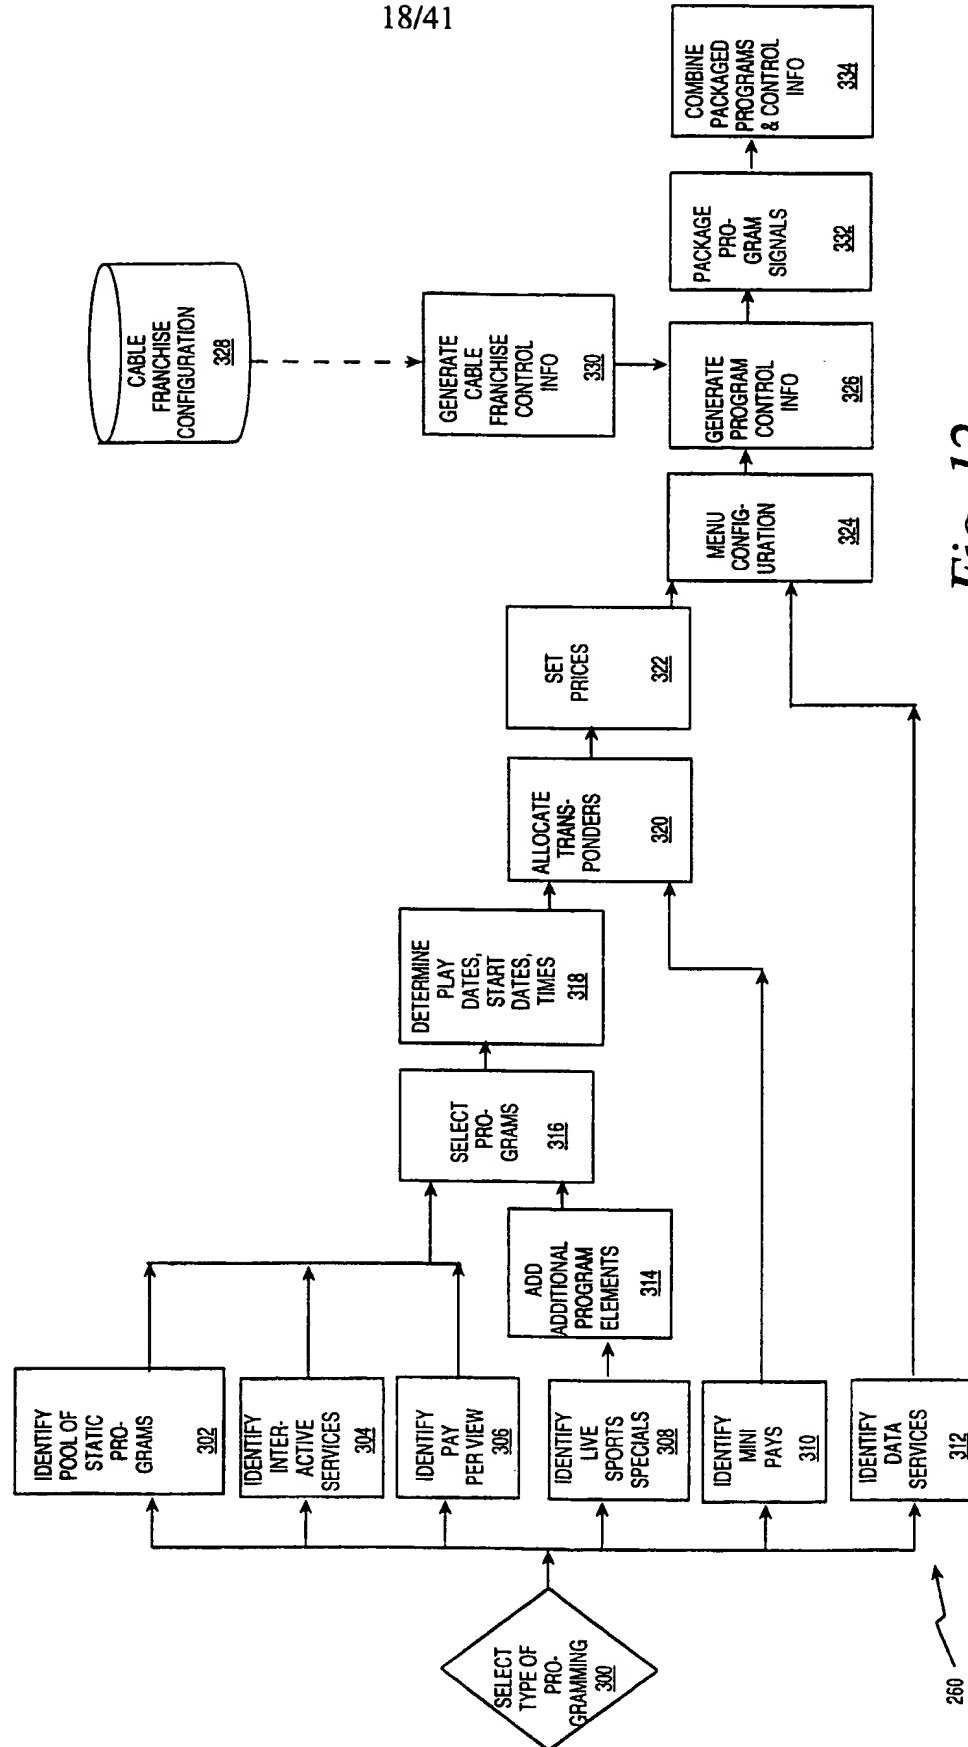 18/41
SELECT
TYPE OF
PRO-
GRAMMING
300
IDENTIFY
POOL OF
STATIC
PRO-
GRAMS
302
IDENTIFY
INTER-
ACTIVE
SERVICES
304
IDENTIFY
PAY
PER VIEW
306
IDENTIFY
LIVE
SPORTS
SPECIALS
308
IDENTIFY
MINI
PAYS
310
IDENTIFY
DATA
SERVICES
312
ADD
ADDITIONAL
PROGRAM
ELEMENTS
314
SELECT
PRO-
GRAMS
316
DETERMINE
PLAY
DATES,
START
DATES,
TIMES
318
ALLOCATE
TRANS-
PONDERS
320
SET
PRICES
322
MENU
CONFIG-
URATION
324
GENERATE
PROGRAM
CONTROL
INFO
326
CABLE
FRANCHISE
CONFIGURATION
328
GENERATE
CABLE
FRANCHISE
CONTROL
INFO
330
PACKAGE
PRO-
GRAM
SIGNALS
332
COMBINE
PACKAGED
PROGRAMS
& CONTROL
INFO
334
260